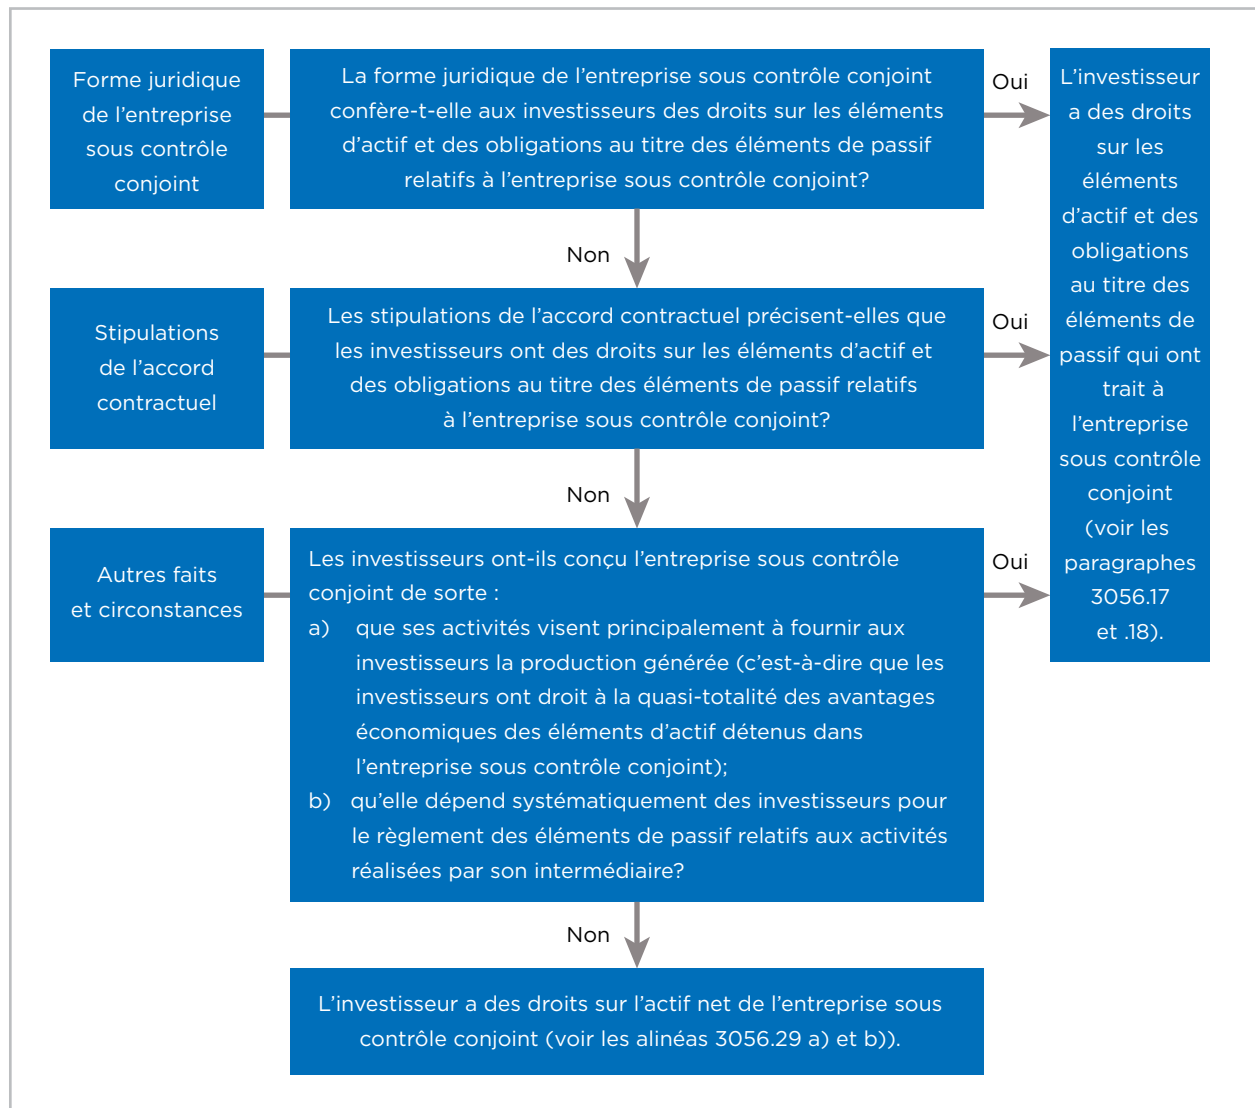 Forme juridique
de l’entreprise
sous contrôle
conjoint
La forme juridique de l’entreprise sous contrôle conjoint
confère-t-elle aux investisseurs des droits sur les éléments
d’actif et des obligations au titre des éléments de passif
relatifs à l’entreprise sous contrôle conjoint?
Oui
L’investisseur
a des droits
sur les
éléments
d’actif et des
obligations
au titre des
éléments de
passif qui ont
trait à
l’entreprise
sous contrôle
conjoint
(voir les
paragraphes
3056.17
et .18).
Non
Stipulations
de l’accord
contractuel
Les stipulations de l’accord contractuel précisent-elles que
les investisseurs ont des droits sur les éléments d’actif et
des obligations au titre des éléments de passif relatifs
à l’entreprise sous contrôle conjoint?
Oui
Non
Autres faits
et circonstances
Les investisseurs ont-ils conçu l’entreprise sous contrôle
conjoint de sorte :
a) que ses activités visent principalement à fournir aux
investisseurs la production générée (c’est-à-dire que les
investisseurs ont droit à la quasi-totalité des avantages
économiques des éléments d’actif détenus dans
l’entreprise sous contrôle conjoint);
b) qu’elle dépend systématiquement des investisseurs pour
le règlement des éléments de passif relatifs aux activités
réalisées par son intermédiaire?
Oui
Non
L’investisseur a des droits sur l’actif net de l’entreprise sous
contrôle conjoint (voir les alinéas 3056.29 a) et b)).